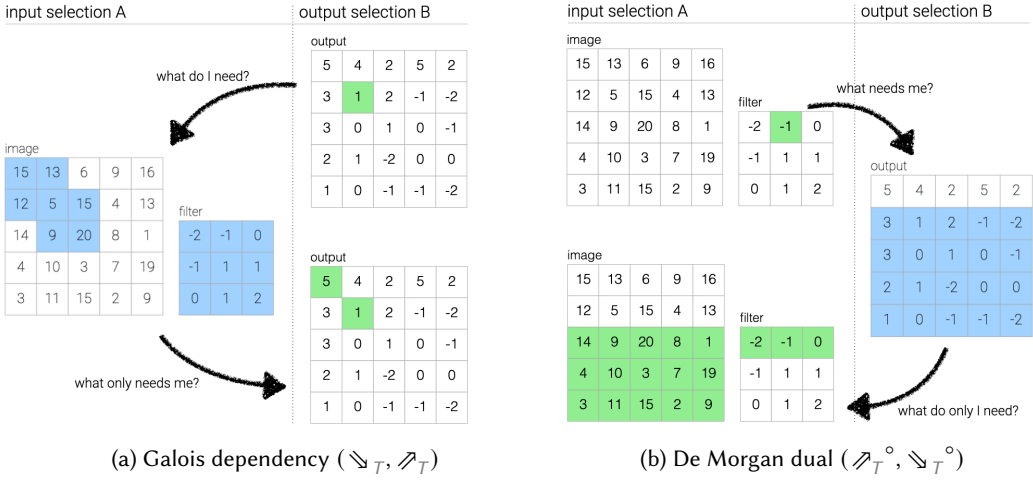 input selection A
output selection B
output
5 4 2 5 2
3 1 2 -1 -2
3 0 1 0 -1
2 1 -2 0 0
1 0 -1 -1 -2
what do I need?
image
15 13 6 9 16
12 5 15 4 13
14 9 20 8 1
4 10 3 7 19
3 11 15 2 9
filter
-2 -1 0
-1 1 1
0 1 2
what only needs me?
output
5 4 2 5 2
3 1 2 -1 -2
3 0 1 0 -1
2 1 -2 0 0
1 0 -1 -1 -2
(a) Galois dependency (⇘T, ⇗T)
input selection A
output selection B
image
15 13 6 9 16
12 5 15 4 13
14 9 20 8 1
4 10 3 7 19
3 11 15 2 9
filter
-2 -1 0
-1 1 1
0 1 2
what needs me?
output
5 4 2 5 2
3 1 2 -1 -2
3 0 1 0 -1
2 1 -2 0 0
1 0 -1 -1 -2
image
15 13 6 9 16
12 5 15 4 13
14 9 20 8 1
4 10 3 7 19
3 11 15 2 9
filter
-2 -1 0
-1 1 1
0 1 2
what do only I need?
(b) De Morgan dual (⇗T°, ⇘T°)